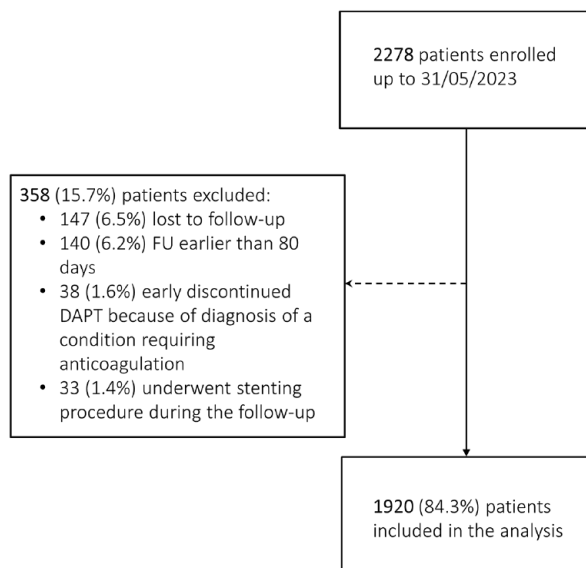 2278 patients enrolled
up to 31/05/2023
358 (15.7%) patients excluded:
• 147 (6.5%) lost to follow-up
• 140 (6.2%) FU earlier than 80
days
• 38 (1.6%) early discontinued
DAPT because of diagnosis of a
condition requiring
anticoagulation
• 33 (1.4%) underwent stenting
procedure during the follow-up
1920 (84.3%) patients
included in the analysis